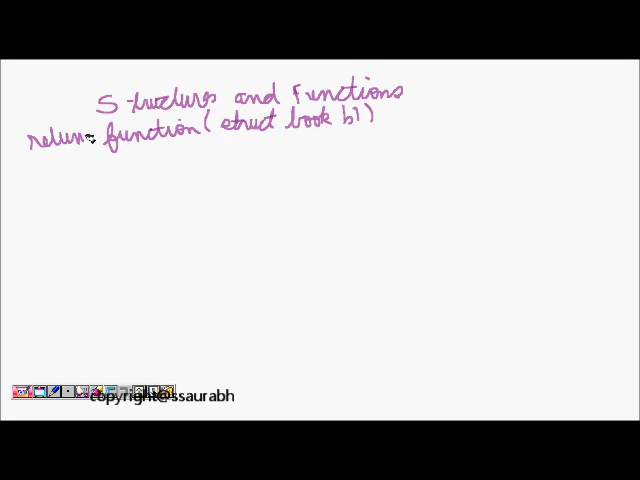 Structures and Functions
return function( struct book b1)
copyright@ssaurabh